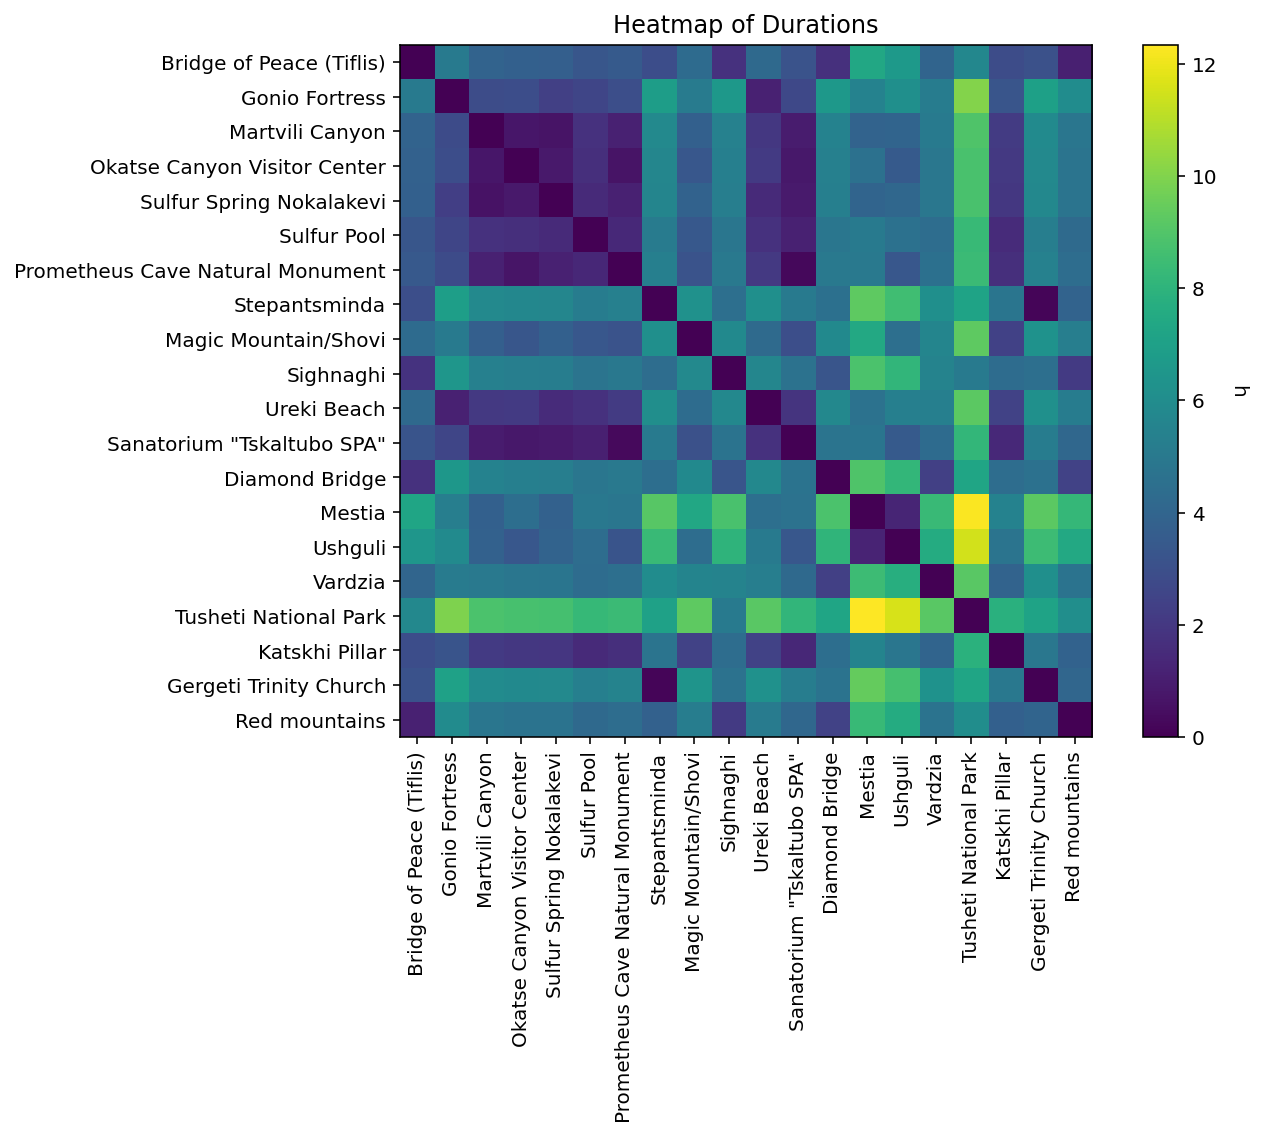 Heatmap of Durations
Bridge of Peace (Tiflis)
Gonio Fortress
Martvili Canyon
Okatse Canyon Visitor Center
Sulfur Spring Nokalakevi
Sulfur Pool
Prometheus Cave Natural Monument
Stepantsminda
Magic Mountain/Shovi
Sighnaghi
Ureki Beach
Sanatorium "Tskaltubo SPA"
Diamond Bridge
Mestia
Ushguli
Vardzia
Tusheti National Park
Katskhi Pillar
Gergeti Trinity Church
Red mountains
Bridge of Peace (Tiflis)
Gonio Fortress
Martvili Canyon
Okatse Canyon Visitor Center
Sulfur Spring Nokalakevi
Sulfur Pool
Prometheus Cave Natural Monument
Stepantsminda
Magic Mountain/Shovi
Sighnaghi
Ureki Beach
Sanatorium "Tskaltubo SPA"
Diamond Bridge
Mestia
Ushguli
Vardzia
Tusheti National Park
Katskhi Pillar
Gergeti Trinity Church
Red mountains
12
10
8
6
4
2
0
h